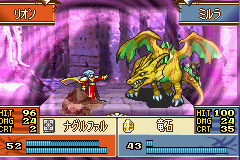 リオン
ミルラ
HIT 96
DMG 24
CRT 2
HIT 100
DMG 24
CRT 35
ナグルファル
竜石
52
43